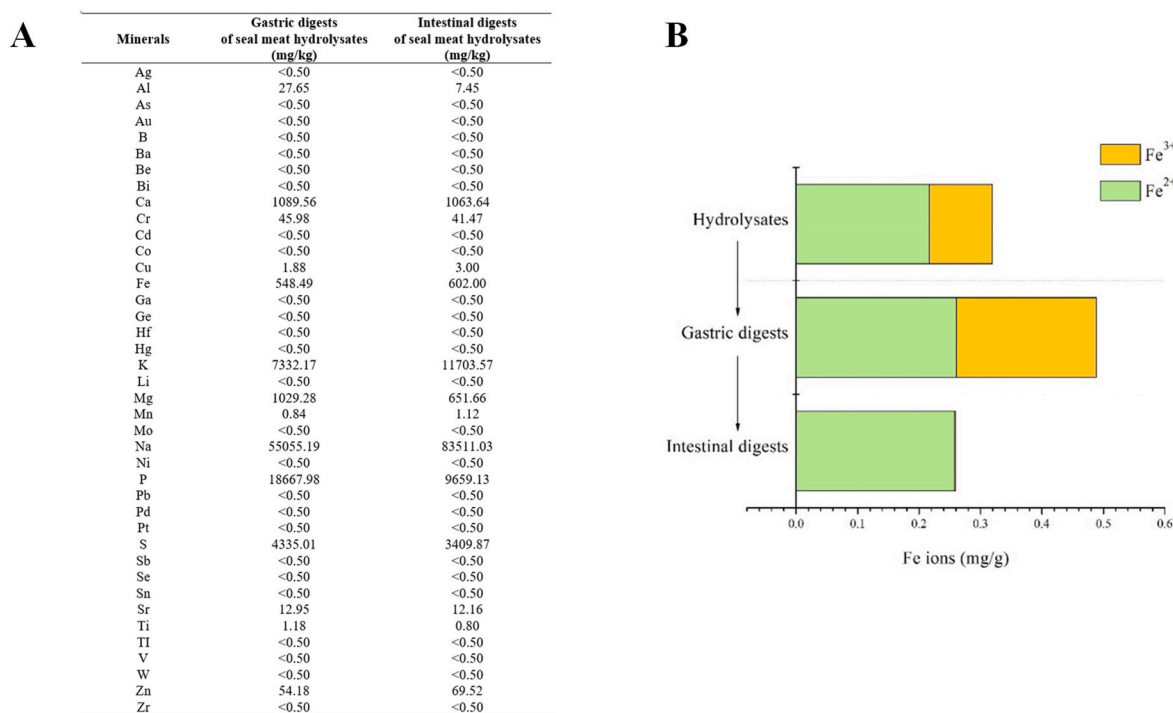 A
Minerals Gastric digests of seal meat hydrolysates (mg/kg) Intestinal digests of seal meat hydrolysates (mg/kg)
Ag <0.50 <0.50
Al 27.65 7.45
As <0.50 <0.50
Au <0.50 <0.50
B <0.50 <0.50
Ba <0.50 <0.50
Be <0.50 <0.50
Bi <0.50 <0.50
Ca 1089.56 1063.64
Cr 45.98 41.47
Cd <0.50 <0.50
Co <0.50 <0.50
Cu 1.88 3.00
Fe 548.49 602.00
Ga <0.50 <0.50
Ge <0.50 <0.50
Hf <0.50 <0.50
Hg <0.50 <0.50
K 7332.17 11703.57
Li <0.50 <0.50
Mg 1029.28 651.66
Mn 0.84 1.12
Mo <0.50 <0.50
Na 55055.19 83511.03
Ni <0.50 <0.50
P 18667.98 9659.13
Pb <0.50 <0.50
Pd <0.50 <0.50
Pt <0.50 <0.50
S 4335.01 3409.87
Sb <0.50 <0.50
Se <0.50 <0.50
Sn <0.50 <0.50
Sr 12.95 12.16
Ti 1.18 0.80
TI <0.50 <0.50
V <0.50 <0.50
W <0.50 <0.50
Zn 54.18 69.52
Zr <0.50 <0.50
B
Fe3+
Fe2+
Hydrolysates
Gastric digests
Intestinal digests
0.0 0.2 0.3 0.5 0.6
Fe ions (mg/g)